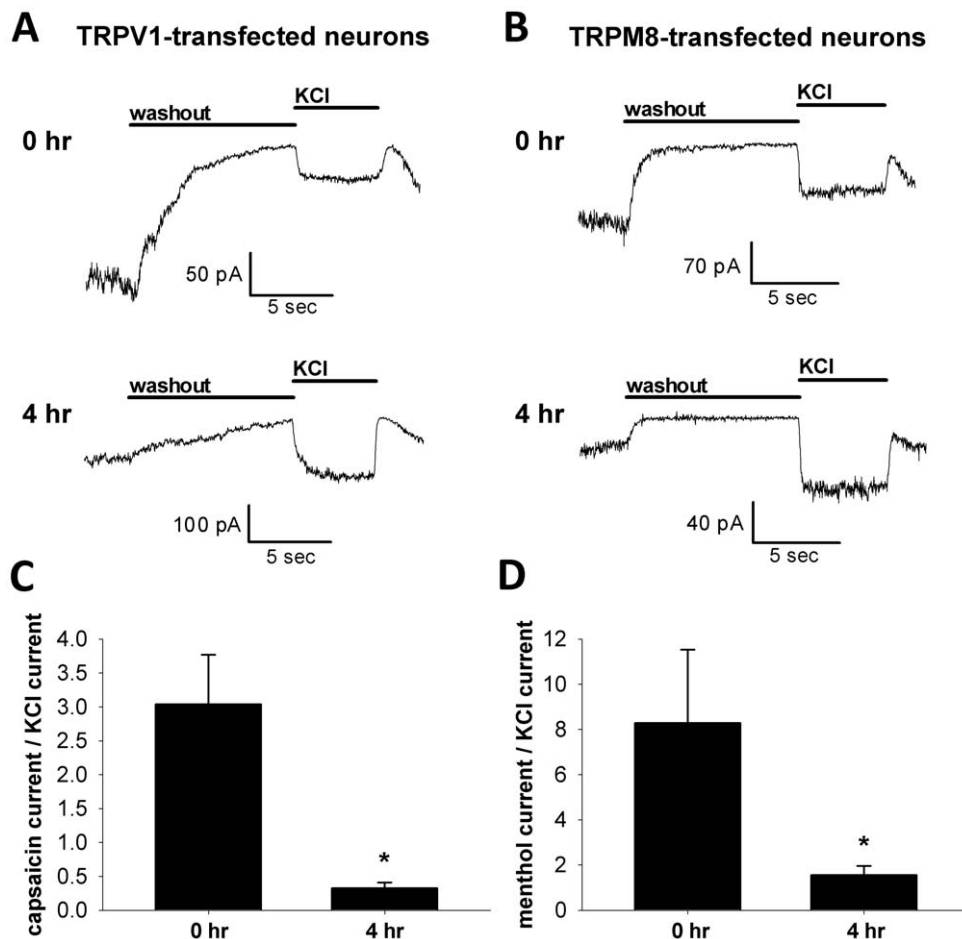 A
TRPV1-transfected neurons
B
TRPM8-transfected neurons
0 hr
washout
KCl
50 pA
5 sec
0 hr
washout
KCl
70 pA
5 sec
4 hr
washout
KCl
100 pA
5 sec
4 hr
washout
KCl
40 pA
5 sec
C
capsaicin current / KCl current
4.0
3.5
3.0
2.5
2.0
1.5
1.0
0.5
0.0
*
0 hr
4 hr
D
menthol current / KCl current
12
10
8
6
4
2
0
*
0 hr
4 hr